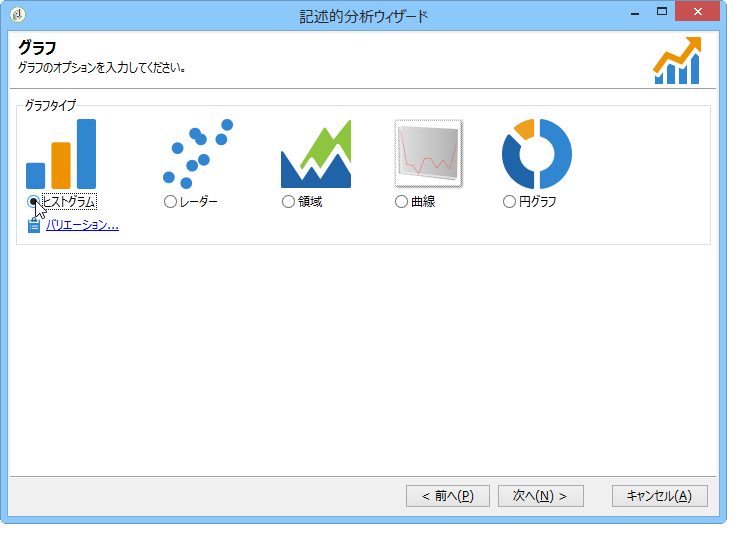 記述的分析ウィザード
グラフ
グラフのオプションを入力してください。
グラフタイプ
ヒストグラム
レーダー
領域
曲線
円グラフ
バリエーション...
< 前へ(P)
次へ(N) >
キャンセル(A)